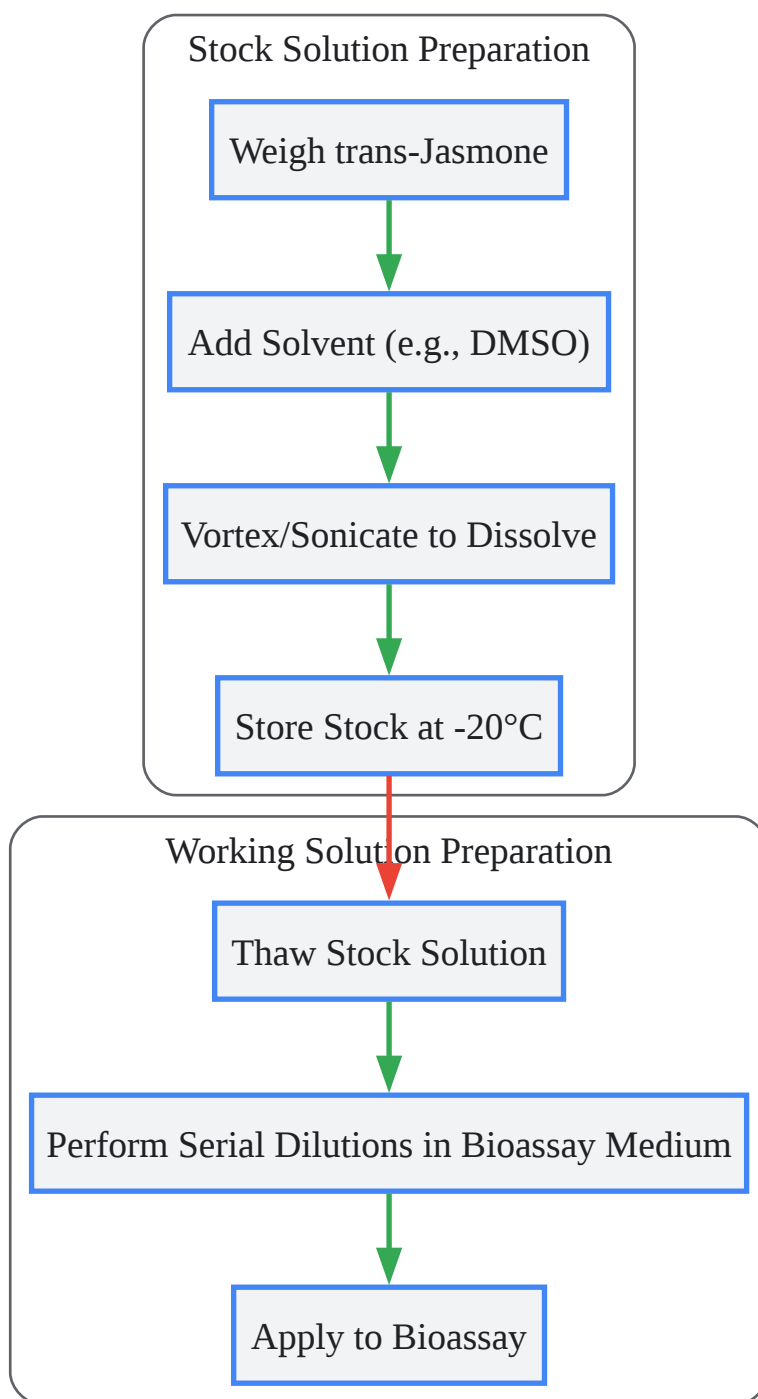 Stock Solution Preparation
Weigh trans-Jasmone
Add Solvent (e.g., DMSO)
Vortex/Sonicate to Dissolve
Store Stock at -20°C
Working Solution Preparation
Thaw Stock Solution
Perform Serial Dilutions in Bioassay Medium
Apply to Bioassay